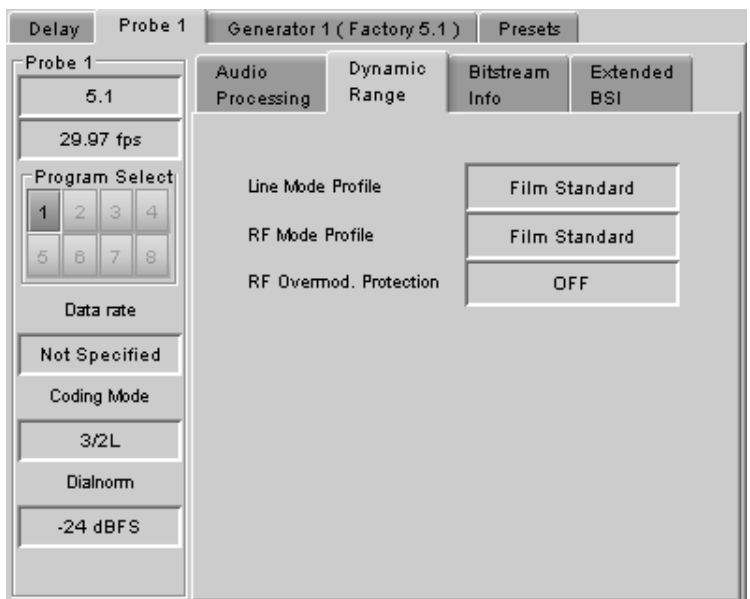 Delay Probe 1 Generator 1 ( Factory 5.1 ) Presets
Probe 1
5.1
29.97 fps
Program Select
1 2 3 4
5 6 7 8
Data rate
Not Specified
Coding Mode
3/2L
Dialnorm
-24 dBFS
Audio Processing
Dynamic Range
Bitstream Info
Extended BSI
Line Mode Profile Film Standard
RF Mode Profile Film Standard
RF Overmod. Protection OFF